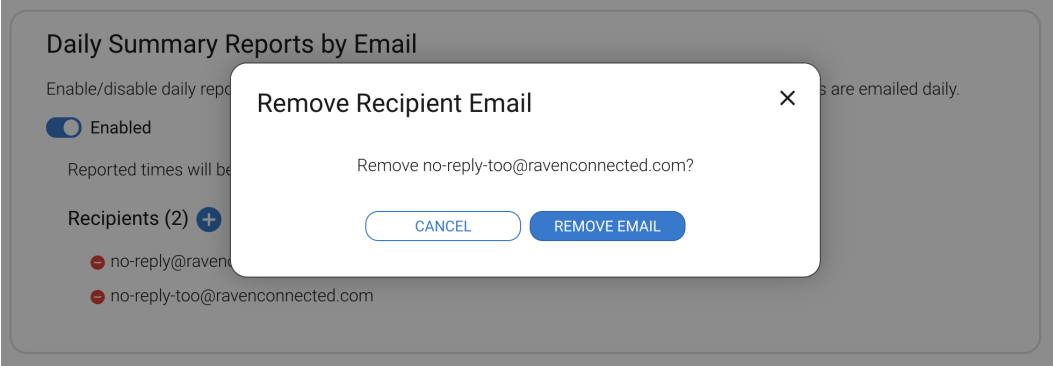 Daily Summary Reports by Email
Enable/disable daily repo s are emailed daily.
Remove Recipient Email
Enabled
Remove no-reply-too@ravenconnected.com?
Reported times will be
CANCEL REMOVE EMAIL
Recipients (2)
no-reply@raven
no-reply-too@ravenconnected.com